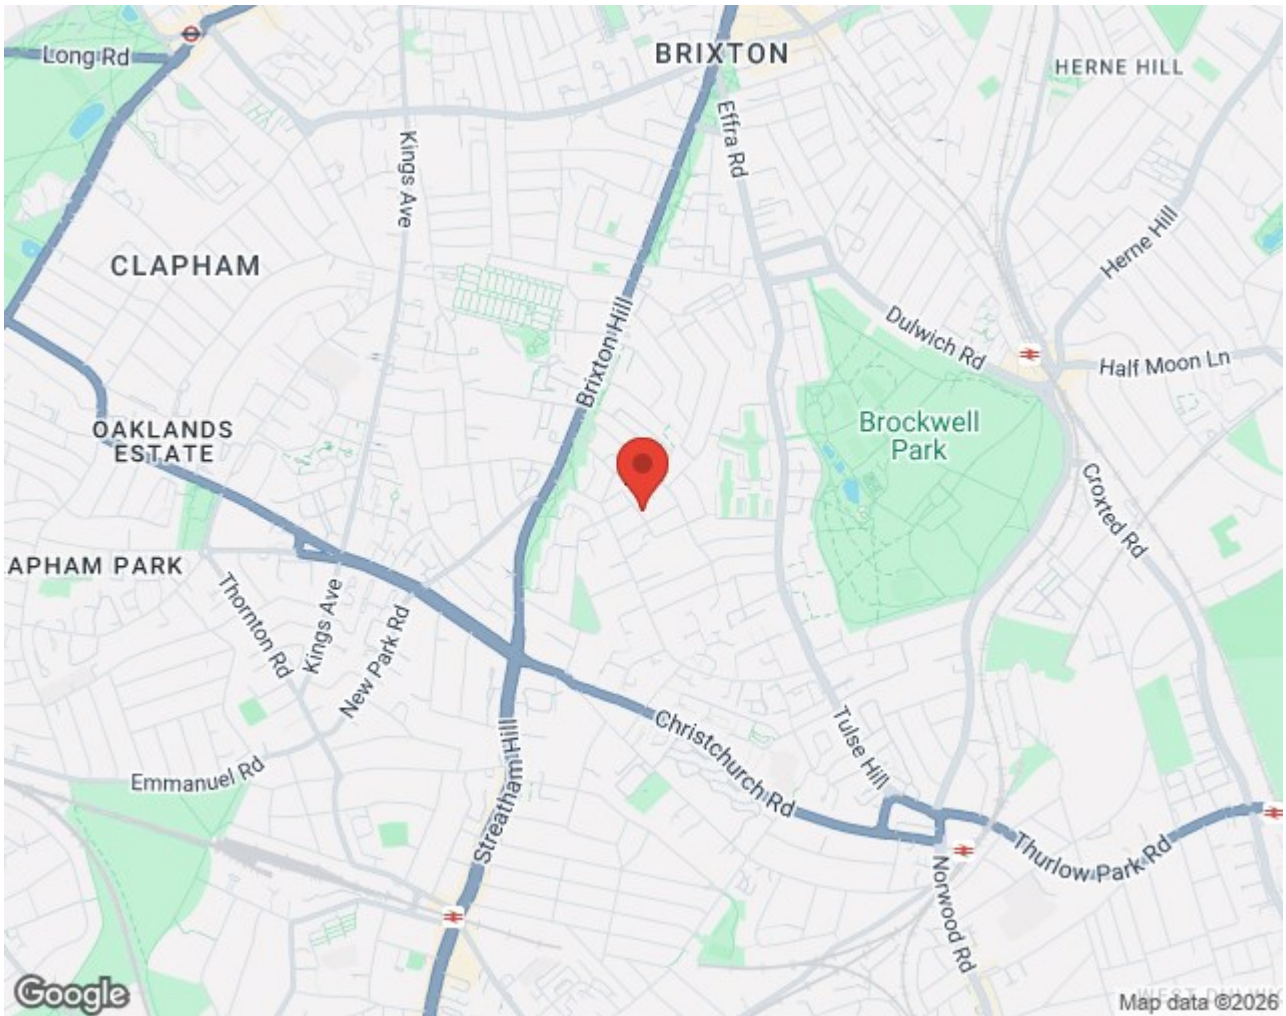 Long Rd
BRIXTON
HERNE HILL
Effra Rd
Kings Ave
Herne Hill
CLAPHAM
Dulwich Rd
Brixton Hill
Half Moon Ln
Brockwell
Park
OAKLANDS
ESTATE
Croxted Rd
APHAM PARK
Thornton Rd
Kings Ave
New Park Rd
Christchurch Rd
Tulse Hill
Streatham Hill
Emmanuel Rd
Thurlow Park Rd
Norwood Rd
Google
Map data ©2026